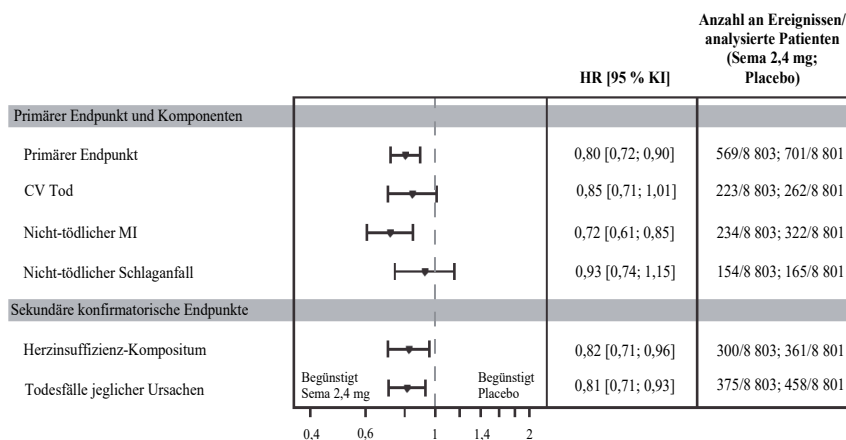 Anzahl an Ereignissen/
analysierte Patienten
(Sema 2,4 mg;
Placebo)
HR [95 % KI]
Primärer Endpunkt und Komponenten
Primärer Endpunkt 0,80 [0,72; 0,90] 569/8 803; 701/8 801
CV Tod 0,85 [0,71; 1,01] 223/8 803; 262/8 801
Nicht-tödlicher MI 0,72 [0,61; 0,85] 234/8 803; 322/8 801
Nicht-tödlicher Schlaganfall 0,93 [0,74; 1,15] 154/8 803; 165/8 801
Sekundäre konfirmatorische Endpunkte
Herzinsuffizienz-Kompositum 0,82 [0,71; 0,96] 300/8 803; 361/8 801
Todesfälle jeglicher Ursachen 0,81 [0,71; 0,93] 375/8 803; 458/8 801
Begünstigt
Sema 2,4 mg
Begünstigt
Placebo
0,4 0,6 1 1,4 2